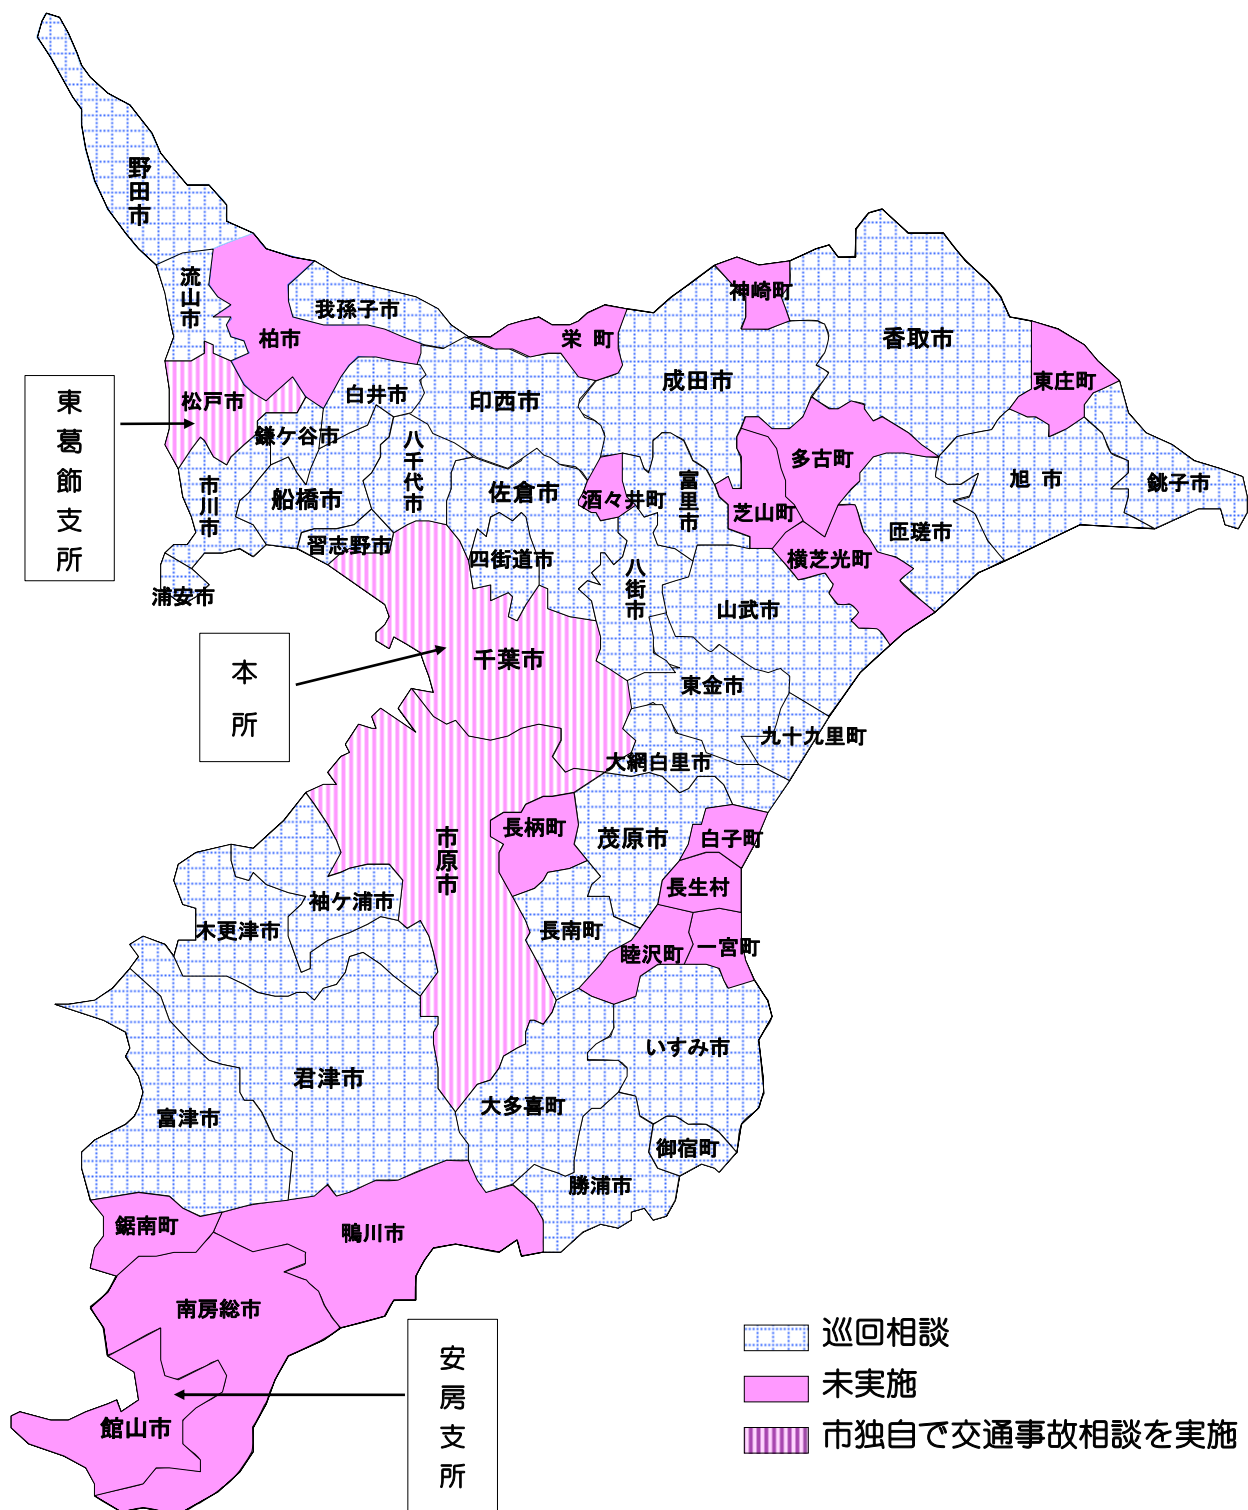 野田市
流山市
我孫子市
柏市
松戸市
白井市
鎌ケ谷市
市川市
船橋市
八千代市
習志野市
浦安市
印西市
栄 町
成田市
神崎町
香取市
東庄町
佐倉市
酒々井町
富里市
芝山町
多古町
旭 市
銚子市
匝瑳市
横芝光町
四街道市
八街市
山武市
千葉市
東金市
九十九里町
大網白里市
市原市
長柄町
茂原市
白子町
長生村
長南町
睦沢町
一宮町
袖ケ浦市
木更津市
君津市
富津市
大多喜町
いすみ市
御宿町
勝浦市
鋸南町
鴨川市
南房総市
館山市
東葛飾支所
本所
安房支所
巡回相談
未実施
市独自で交通事故相談を実施